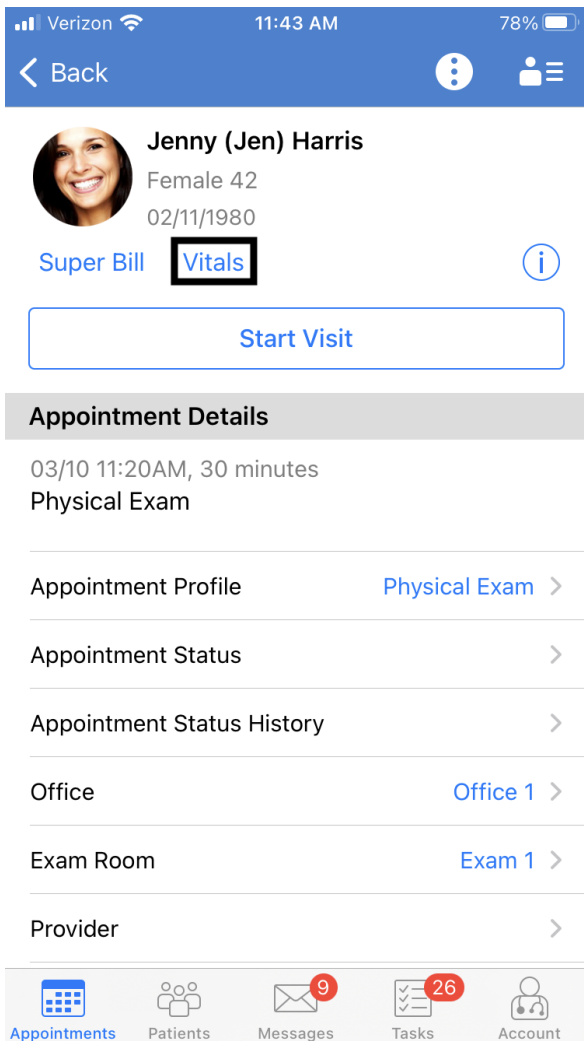 Verizon 11:43 AM 78%
Back
Jenny (Jen) Harris
Female 42
02/11/1980
Super Bill Vitals i
Start Visit
Appointment Details
03/10 11:20AM, 30 minutes
Physical Exam
Appointment Profile Physical Exam
Appointment Status
Appointment Status History
Office Office 1
Exam Room Exam 1
Provider
9 26
Appointments Patients Messages Tasks Account